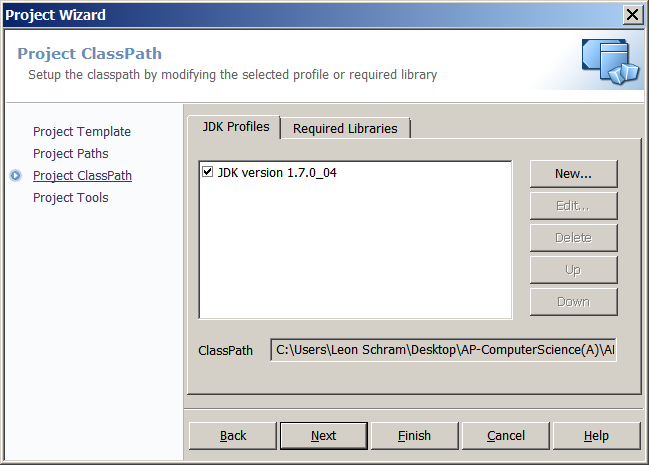 Project Wizard
Project ClassPath
Setup the classpath by modifying the selected profile or required library
Project Template
Project Paths
Project ClassPath
Project Tools
JDK Profiles
Required Libraries
JDK version 1.7.0_04
New...
Edit...
Delete
Up
Down
ClassPath
C:\Users\Leon Schram\Desktop\AP-ComputerScience(A)\A
Back
Next
Finish
Cancel
Help